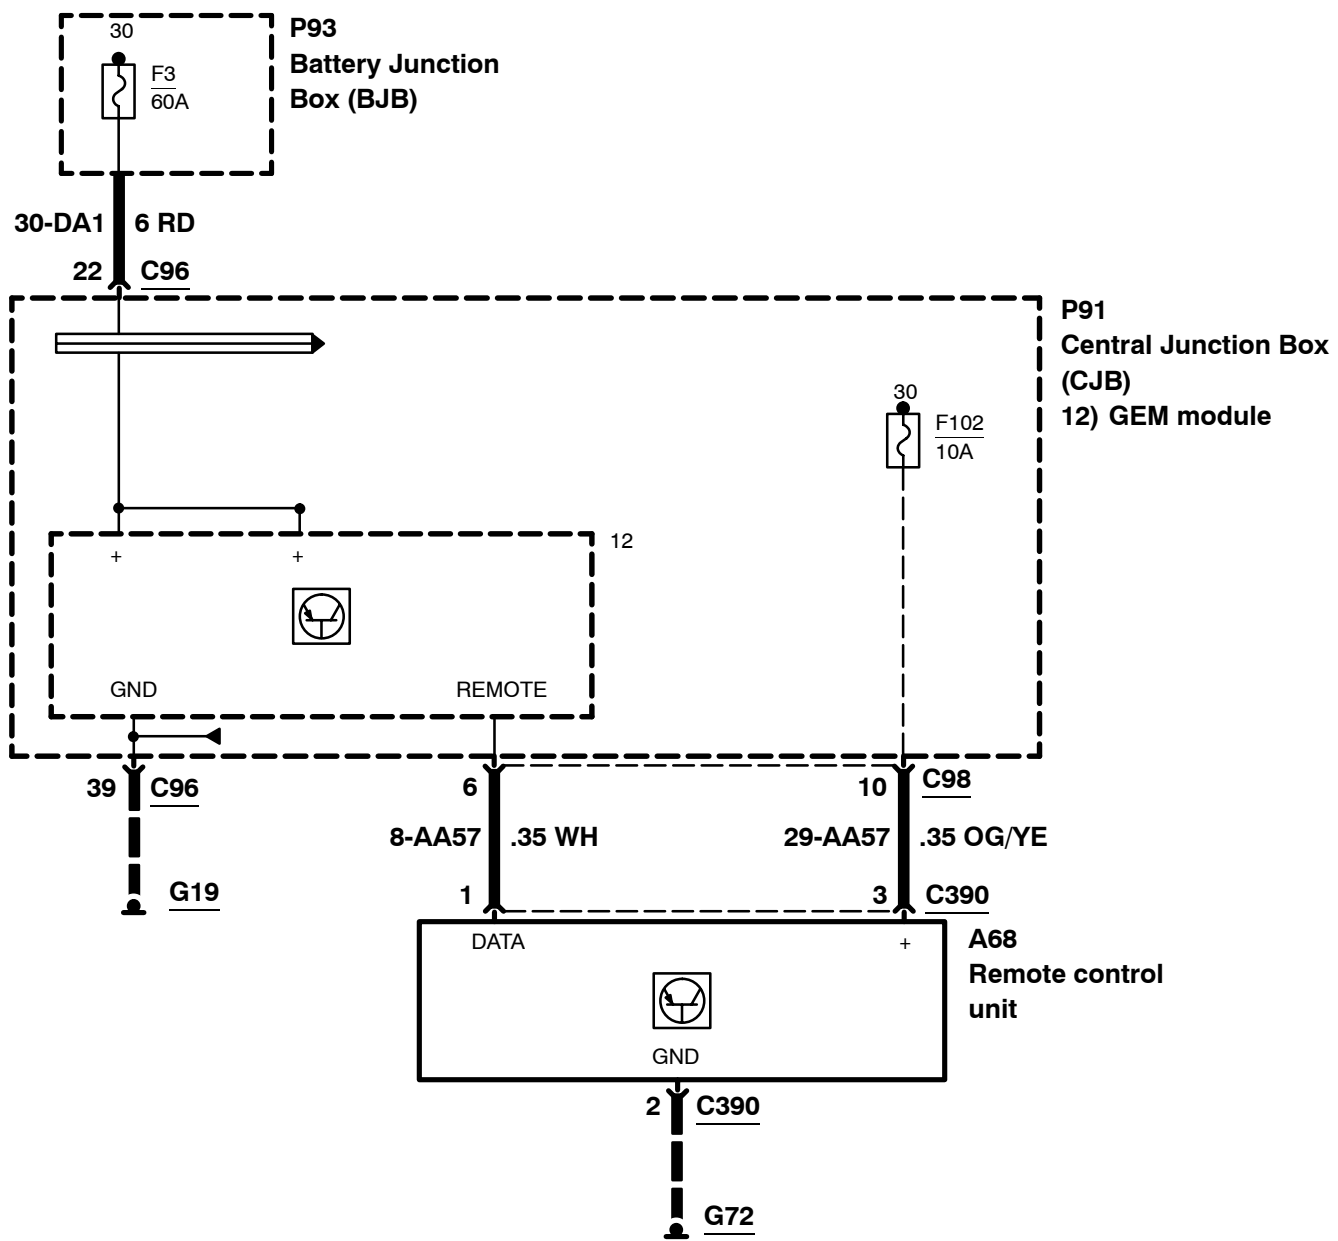 30
F3
60A
P93
Battery Junction
Box (BJB)
30-DA1 6 RD
22 C96
P91
Central Junction Box
(CJB)
12) GEM module
30
F102
10A
12
+ +
GND REMOTE
39 C96
6
10 C98
8-AA57 .35 WH
29-AA57 .35 OG/YE
G19
1
3 C390
DATA +
A68
Remote control
unit
GND
2 C390
G72